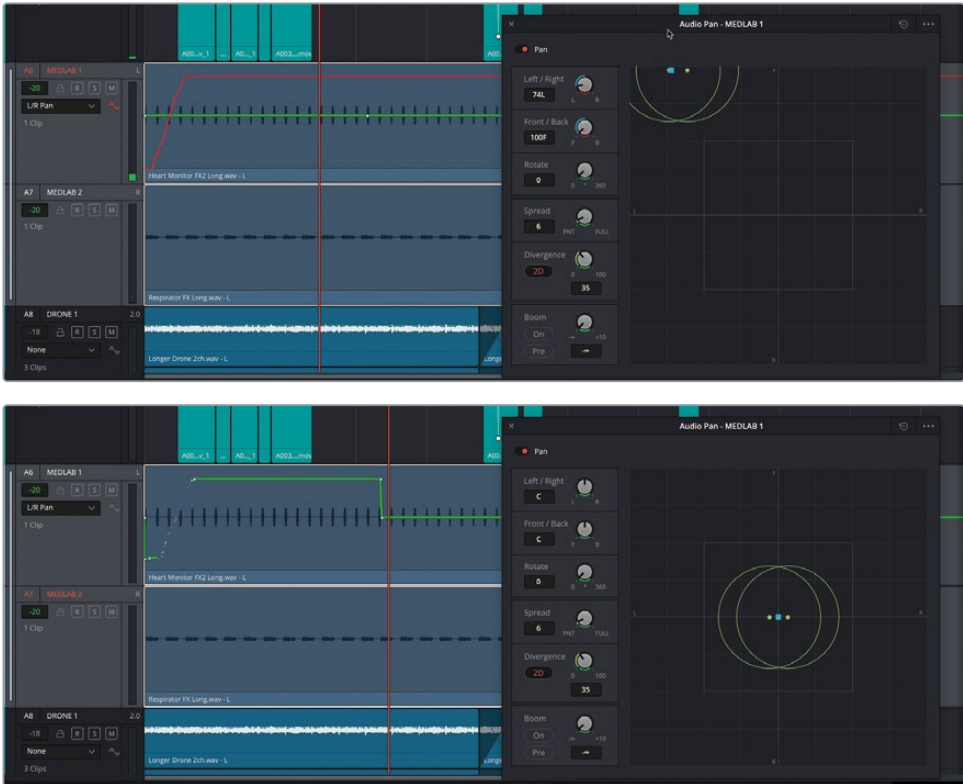 A00...v_1 ... A0..._1 A003....mov A00
A6 MEDLAB 1 L
-20 R S M
L/R Pan
1 Clip
Heart Monitor FX2 Long.wav - L
A7 MEDLAB 2 R
-20 R S M
1 Clip
Respirator FX Long.wav - L
A8 DRONE 1 2.0
-18 R S M
None
3 Clips
Longer Drone 2ch.wav - L Longe
× Audio Pan - MEDLAB 1 ...
Pan
Left / Right
74L L R
Front / Back
100F F B
Rotate
0 360
Spread
6 PNT FULL
Divergence
2D 0 100
35
Boom
On -∞ +10
Pre -∞
F
L R
B
A00...v_1 ... A0..._1 A003....mov A00
A6 MEDLAB 1 L
-20 R S M
L/R Pan
1 Clip
Heart Monitor FX2 Long.wav - L
A7 MEDLAB 2 R
-20 R S M
1 Clip
Respirator FX Long.wav - L
A8 DRONE 1 2.0
-18 R S M
None
3 Clips
Longer Drone 2ch.wav - L Longe
× Audio Pan - MEDLAB 1 ...
Pan
Left / Right
C L R
Front / Back
C F B
Rotate
0 0 360
Spread
6 PNT FULL
Divergence
2D 0 100
35
Boom
On -∞ +10
Pre -∞
F
L R
B